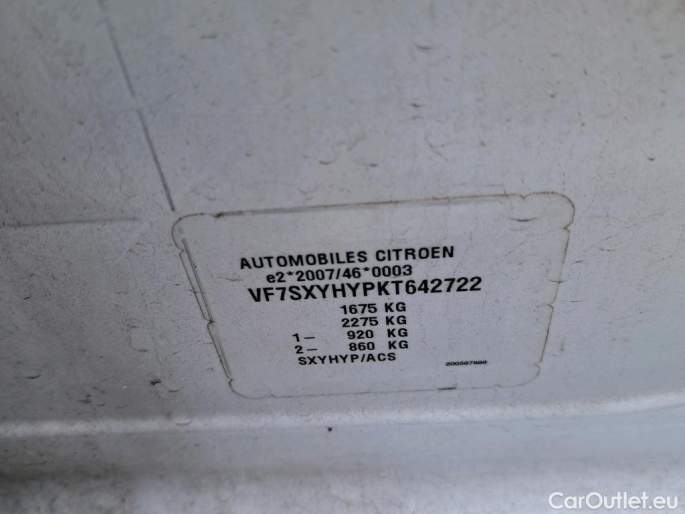 AUTOMOBILES CITROEN
e2*2007/46*0003
VF7SXYHYPKT642722
1675 KG
2275 KG
1– 920 KG
2– 860 KG
SXYHYP/ACS
CarOutlet.eu